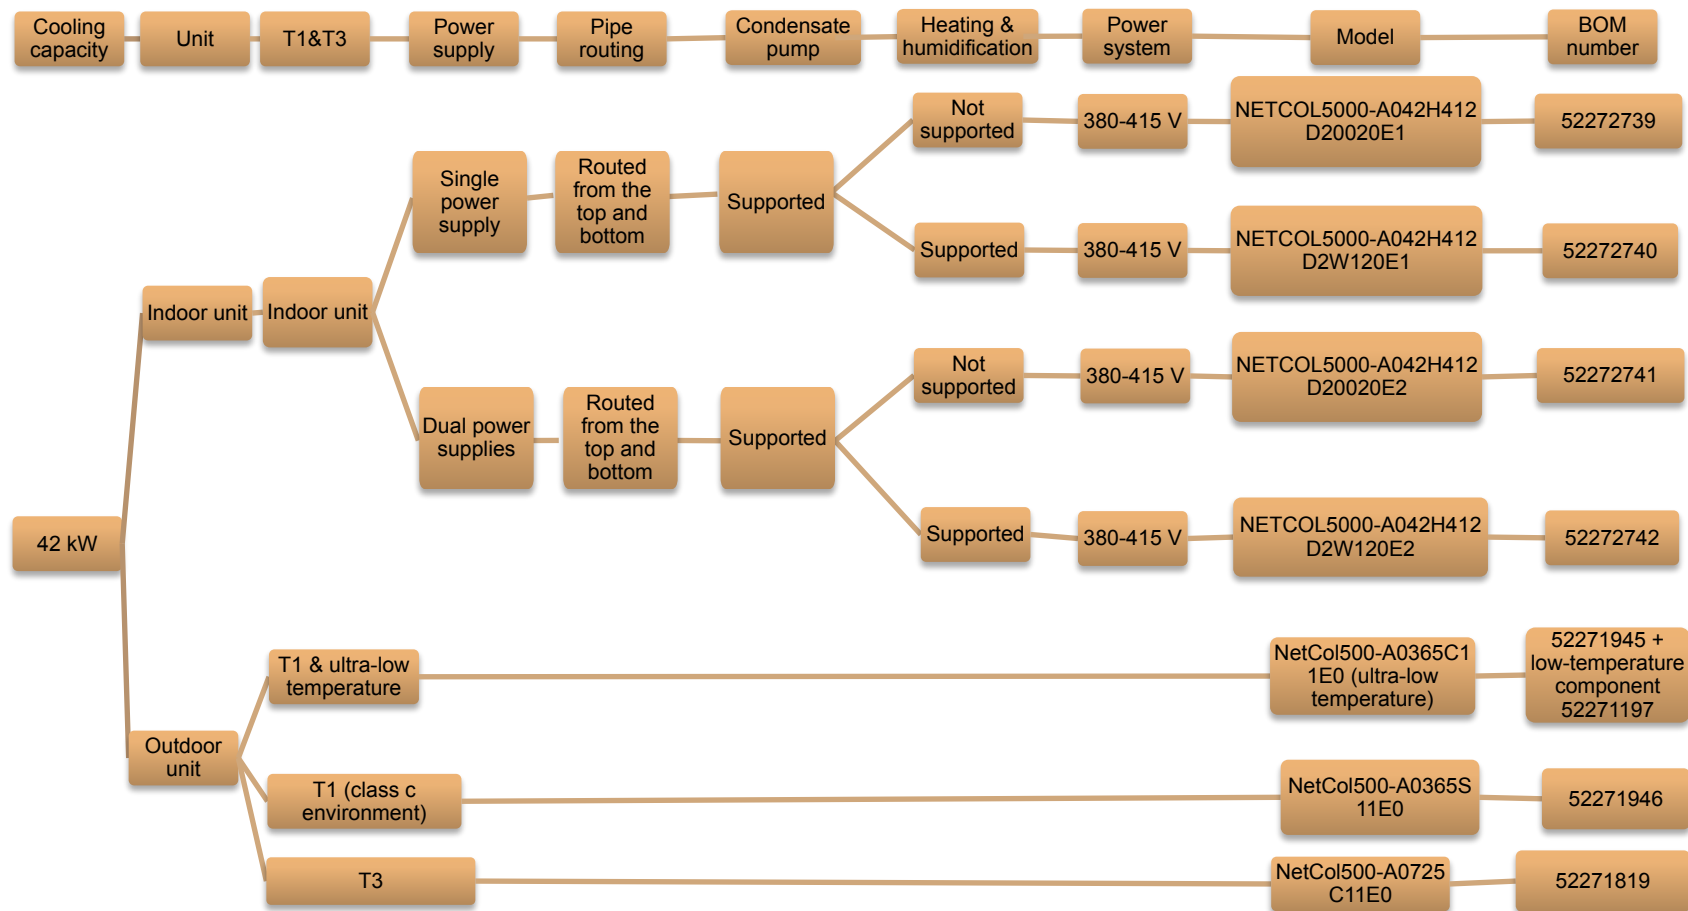 Cooling
capacity
Unit
T1&T3
Power
supply
Pipe
routing
Condensate
pump
Heating &
humidification
Power
system
Model
BOM
number
Not
supported
380-415 V
NETCOL5000-A042H412
D20020E1
52272739
Single
power
supply
Routed
from the
top and
bottom
Supported
Supported
380-415 V
NETCOL5000-A042H412
D2W120E1
52272740
Indoor unit
Indoor unit
Not
supported
380-415 V
NETCOL5000-A042H412
D20020E2
52272741
Dual power
supplies
Routed
from the
top and
bottom
Supported
Supported
380-415 V
NETCOL5000-A042H412
D2W120E2
52272742
42 kW
T1 & ultra-low
temperature
NetCol500-A0365C1
1E0 (ultra-low
temperature)
52271945 +
low-temperature
component
52271197
Outdoor
unit
T1 (class c
environment)
NetCol500-A0365S
11E0
52271946
T3
NetCol500-A0725
C11E0
52271819